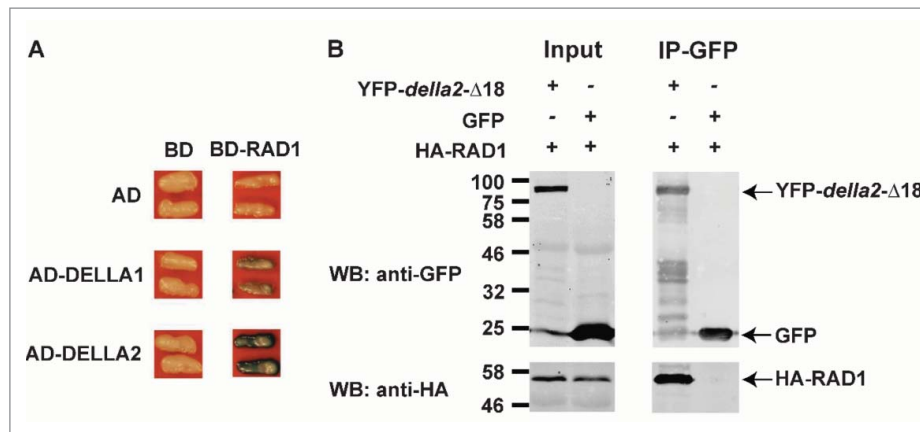 A
BD BD-RAD1
AD
AD-DELLA1
AD-DELLA2
B
Input IP-GFP
YFP-della2-Δ18 + - + -
GFP - + - +
HA-RAD1 + + + +
100
75
58
46
32
25
WB: anti-GFP
YFP-della2-Δ18
GFP
58
46
WB: anti-HA
HA-RAD1